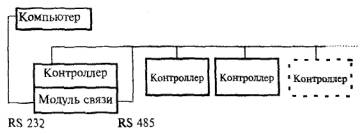 Компьютер
Контроллер
Модуль связи
Контроллер
Контроллер
Контроллер
RS 232
RS 485